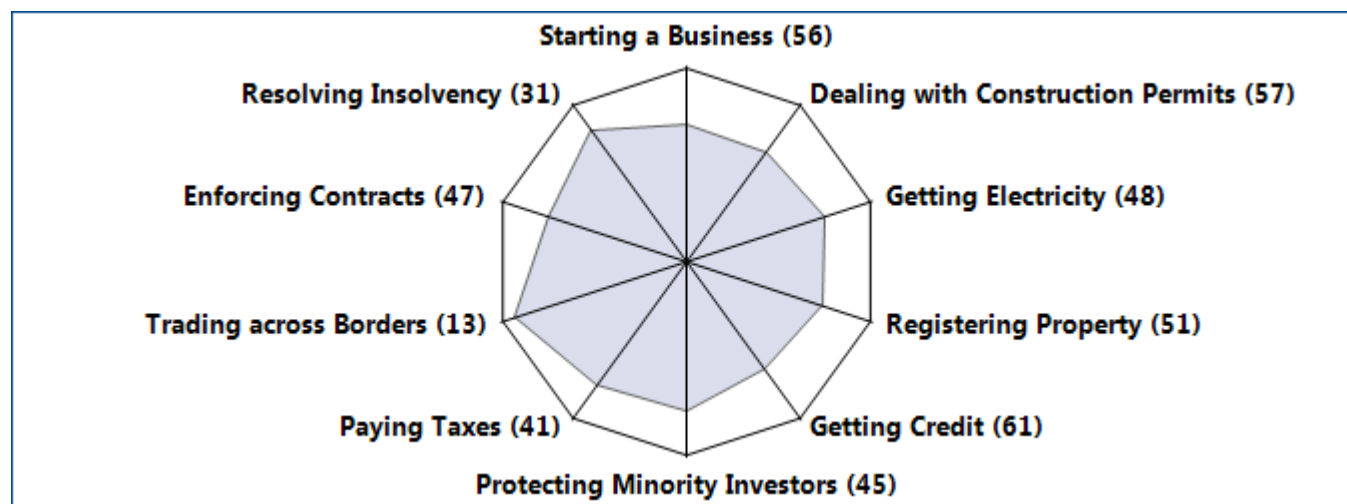 Starting a Business (56)
Resolving Insolvency (31)
Dealing with Construction Permits (57)
Enforcing Contracts (47)
Getting Electricity (48)
Trading across Borders (13)
Registering Property (51)
Paying Taxes (41)
Getting Credit (61)
Protecting Minority Investors (45)